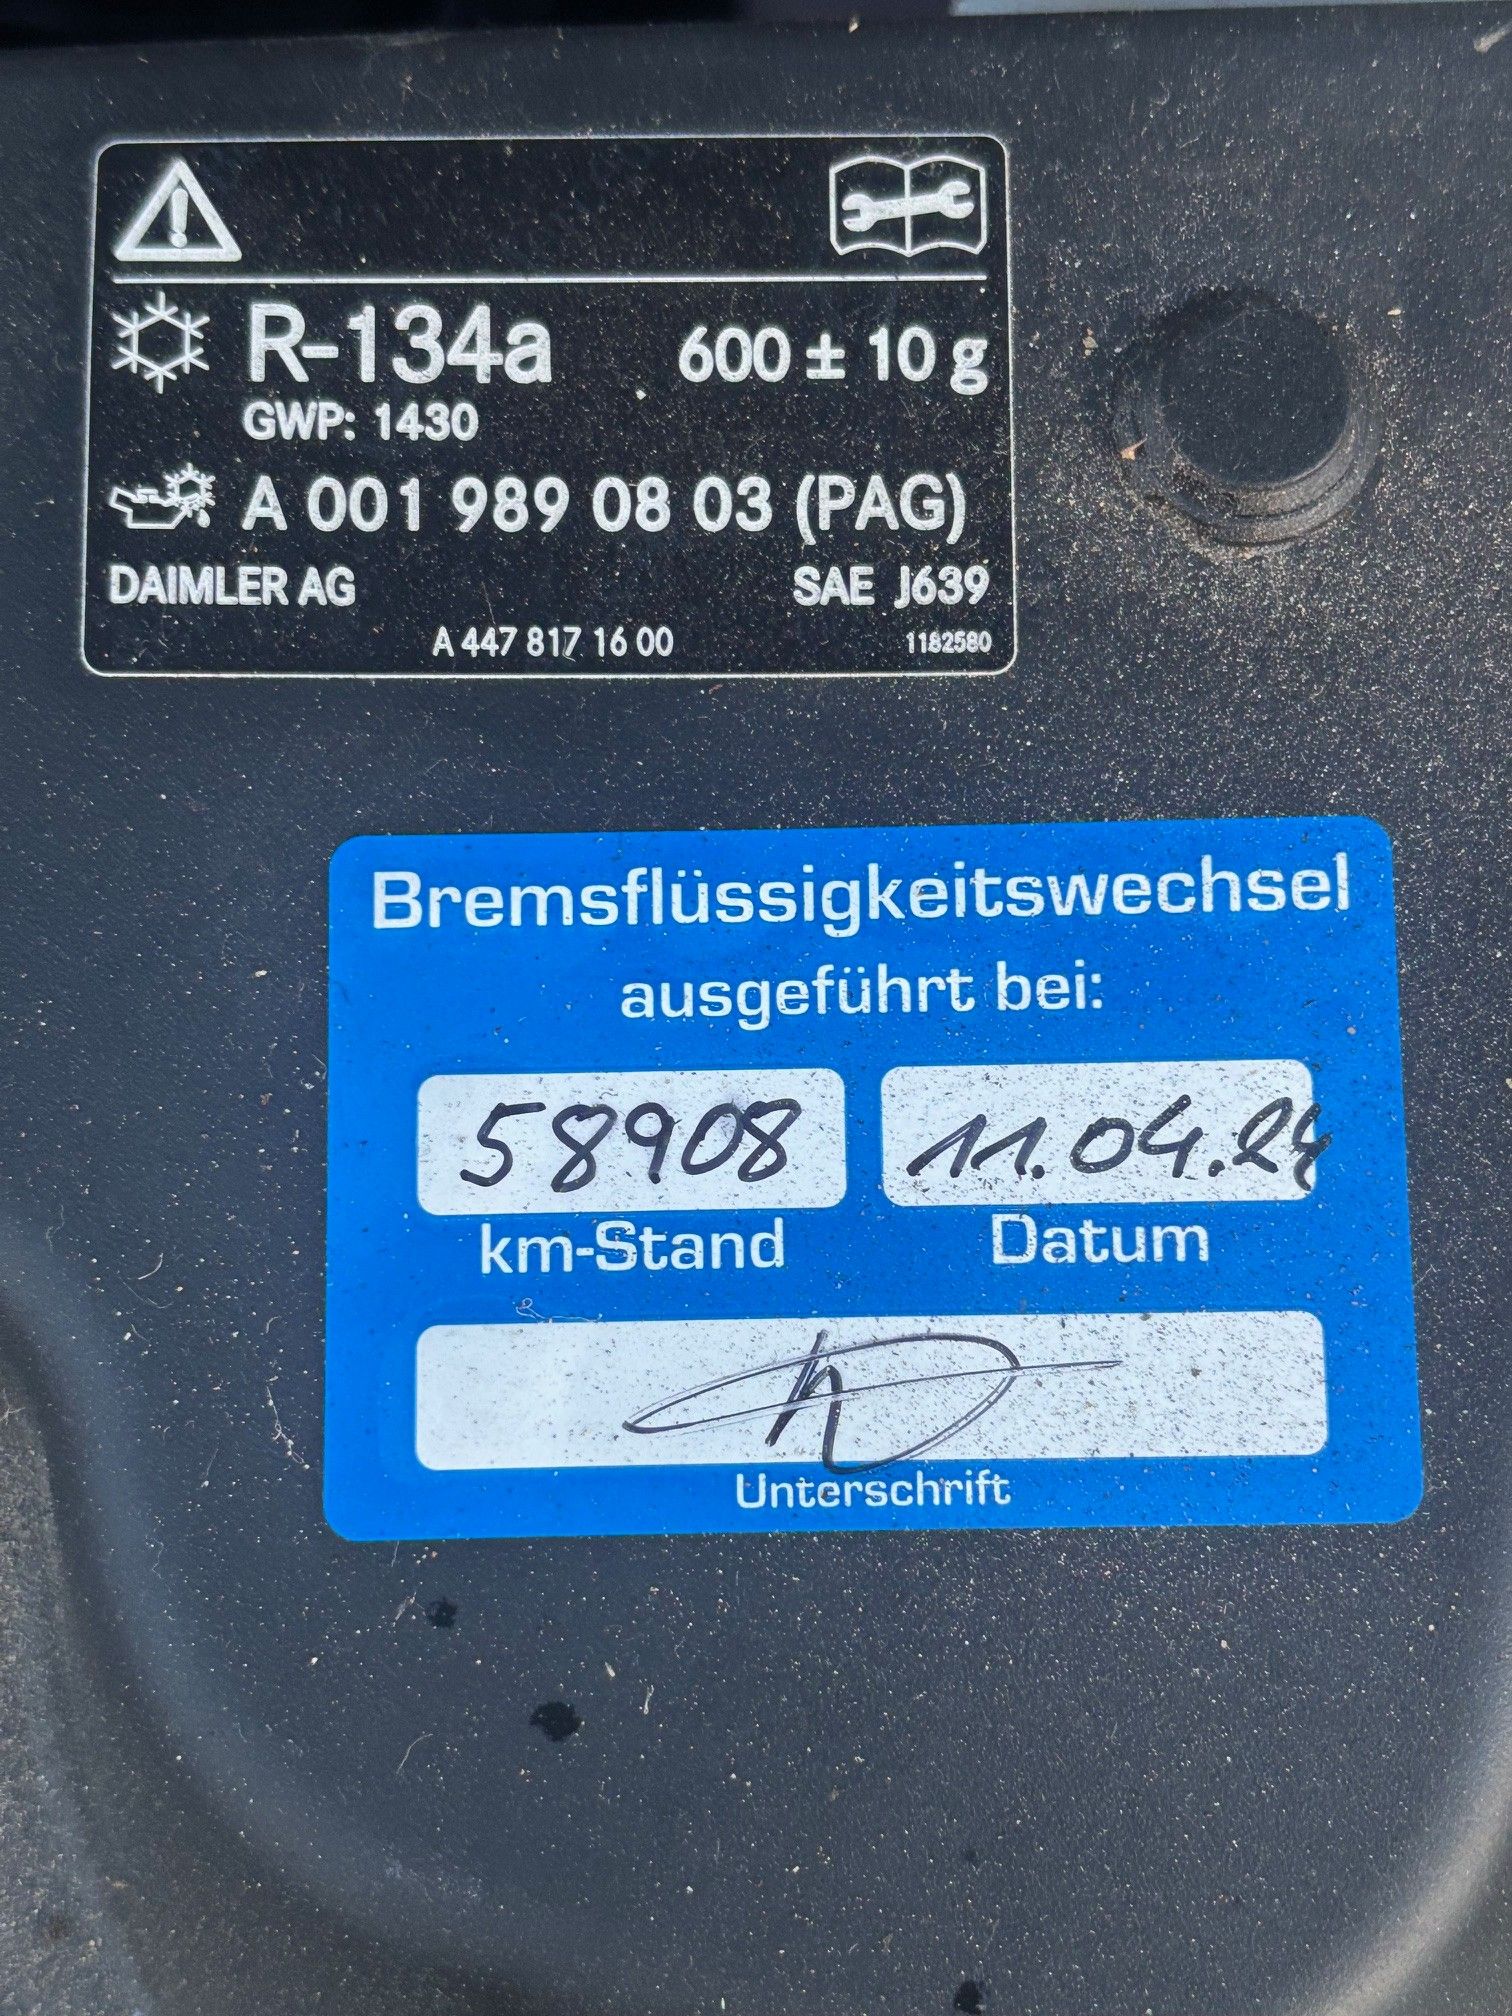 R-134a 600 ± 10 g
GWP: 1430
A 001 989 08 03 (PAG)
DAIMLER AG SAE J639
A 447 817 16 00 1182580
Bremsflüssigkeitswechsel
ausgeführt bei:
58908 11.04.24
km-Stand Datum
Unterschrift